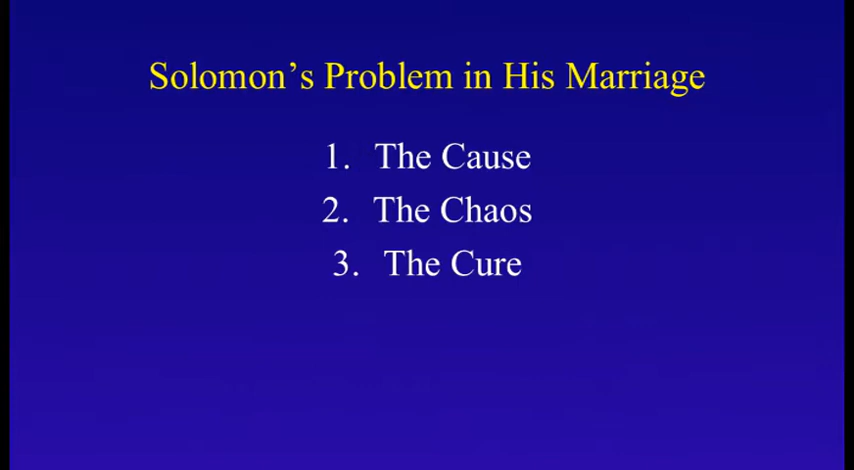 Solomon’s Problem in His Marriage
1. The Cause
2. The Chaos
3. The Cure